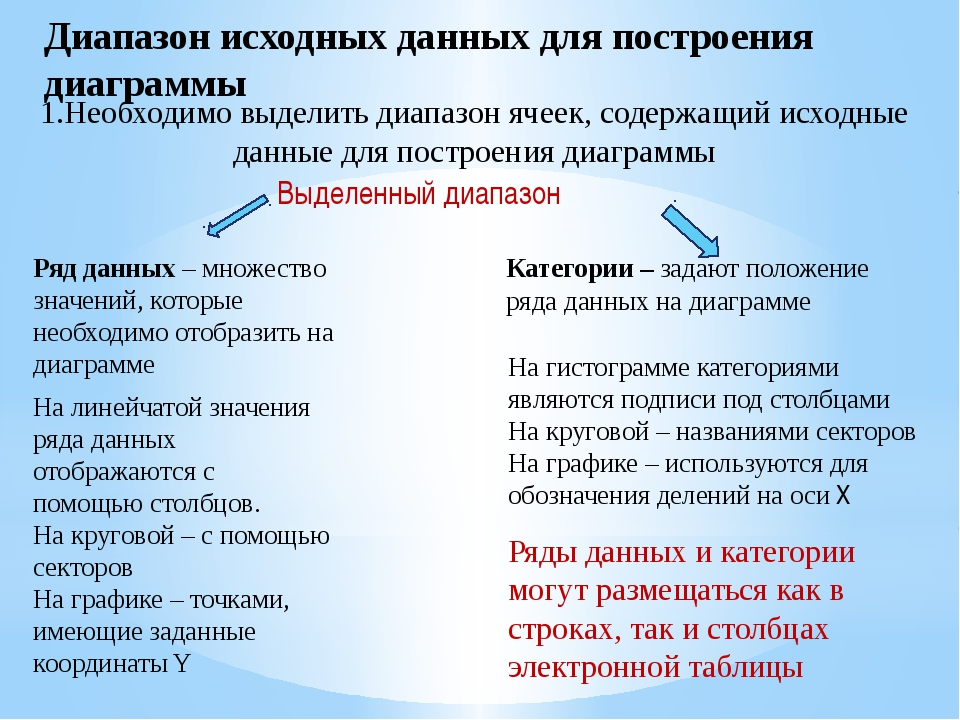 Диапазон исходных данных для построения
диаграммы
1.Необходимо выделить диапазон ячеек, содержащий исходные
данные для построения диаграммы
Выделенный диапазон
Ряд данных – множество
значений, которые
необходимо отобразить на
диаграмме
На линейчатой значения
ряда данных
отображаются с
помощью столбцов.
На круговой – с помощью
секторов
На графике – точками,
имеющие заданные
координаты Y
Категории – задают положение
ряда данных на диаграмме
На гистограмме категориями
являются подписи под столбцами
На круговой – названиями секторов
На графике – используются для
обозначения делений на оси X
Ряды данных и категории
могут размещаться как в
строках, так и столбцах
электронной таблицы